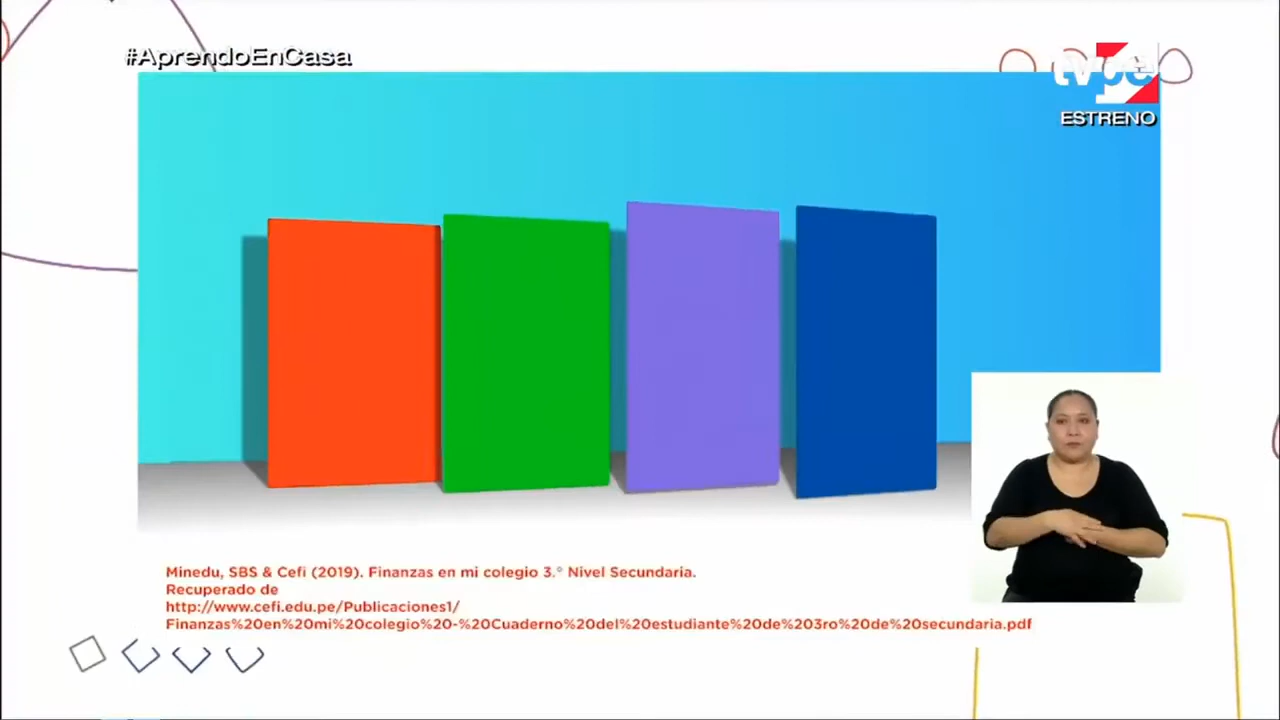 #AprendoEnCasa
tvpe
ESTRENO
Minedu, SBS & Cefi (2019). Finanzas en mi colegio 3.° Nivel Secundaria.
Recuperado de
http://www.cefi.edu.pe/Publicaciones1/
Finanzas%20en%20mi%20colegio%20-%20Cuaderno%20del%20estudiante%20de%203ro%20de%20secundaria.pdf